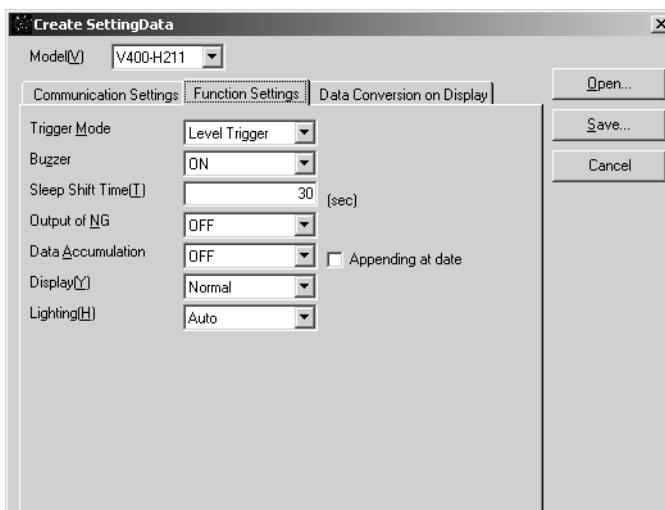 Create SettingData
Model(V) V400-H211
Open...
Communication Settings Function Settings Data Conversion on Display
Trigger Mode Level Trigger
Save...
Buzzer ON
Cancel
Sleep Shift Time(T) 30 (sec)
Output of NG OFF
Data Accumulation OFF Appending at date
Display(Y) Normal
Lighting(H) Auto